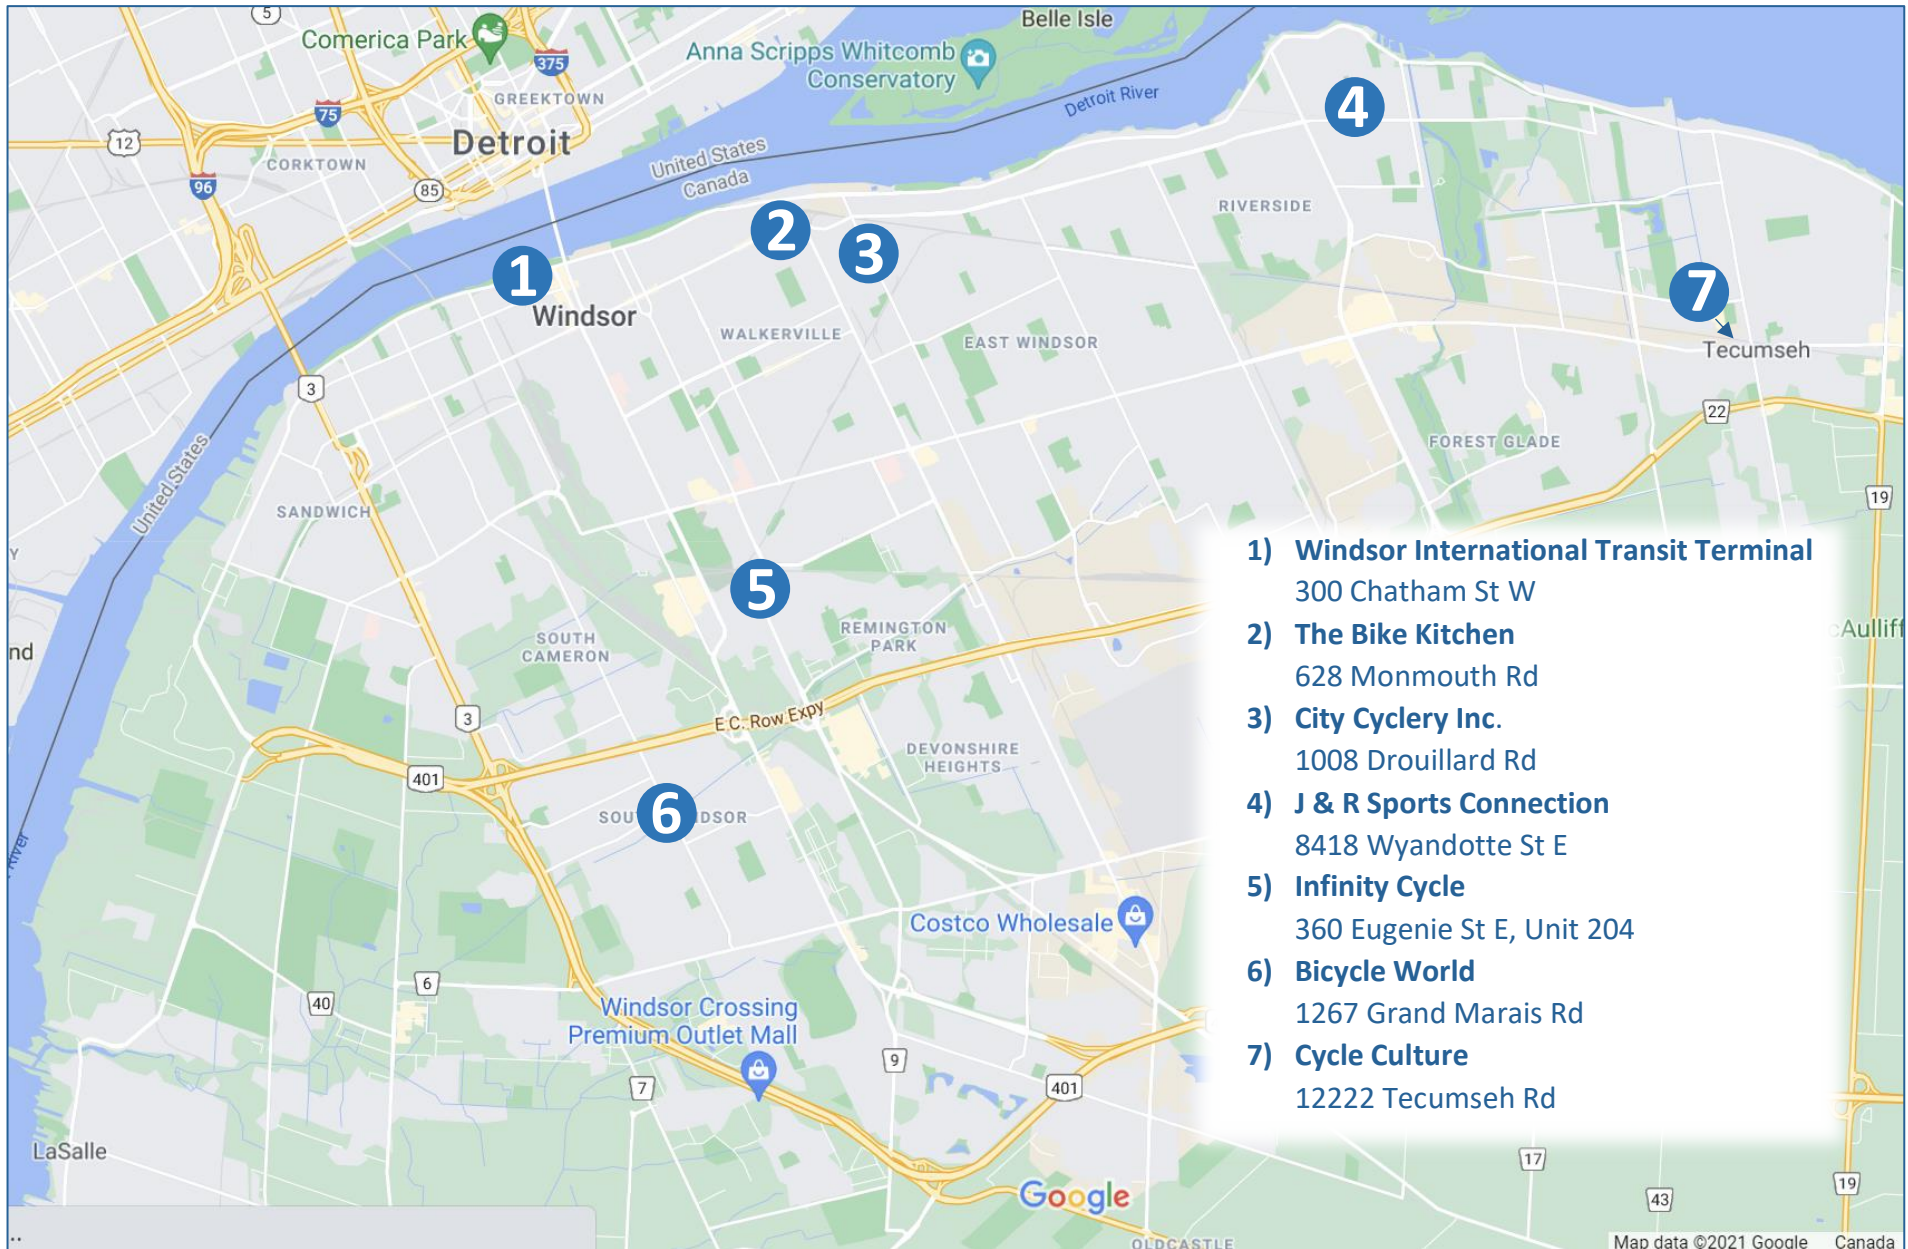 5
Belle Isle
Comerica Park
375
Anna Scripps Whitcomb
Conservatory
4
GREEKTOWN
75
Detroit River
12
Detroit
United States
Canada
CORKTOWN
96
85
RIVERSIDE
2
3
1
7
Windsor
WALKERVILLE
EAST WINDSOR
Tecumseh
3
22
FOREST GLADE
United States
SANDWICH
19
1) Windsor International Transit Terminal
300 Chatham St W
2) The Bike Kitchen
628 Monmouth Rd
3) City Cyclery Inc.
1008 Drouillard Rd
4) J & R Sports Connection
8418 Wyandotte St E
5) Infinity Cycle
360 Eugenie St E, Unit 204
6) Bicycle World
1267 Grand Marais Rd
7) Cycle Culture
12222 Tecumseh Rd
cAulliff
5
SOUTH
CAMERON
REMINGTON
PARK
nd
3
E C. Row Expy
DEVONSHIRE
HEIGHTS
401
6
River
Costco Wholesale
6
40
Windsor Crossing
Premium Outlet Mall
9
7
401
LaSalle
17
19
43
Google
OLDCASTLE
..
Map data ©2021 Google Canada